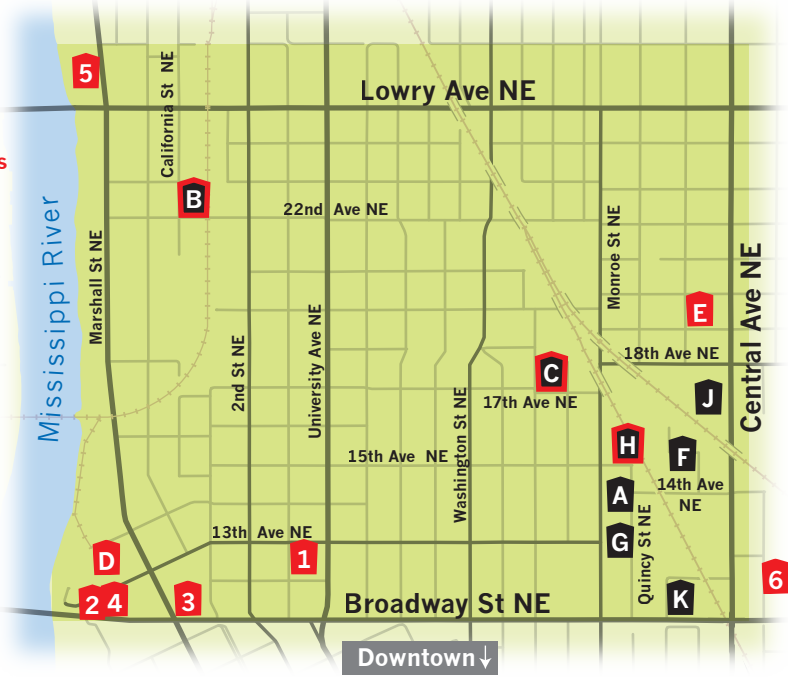 5
California St NE
Lowry Ave NE
s
B
22nd Ave NE
Mississippi River
Marshall St NE
Monroe St NE
Central Ave NE
E
2nd St NE
University Ave NE
18th Ave NE
C
17th Ave NE
J
Washington St NE
H
F
15th Ave NE
14th Ave
NE
A
13th Ave NE
G
Quincy St NE
D
1
2
4
3
Broadway St NE
K
6
Downtown↓